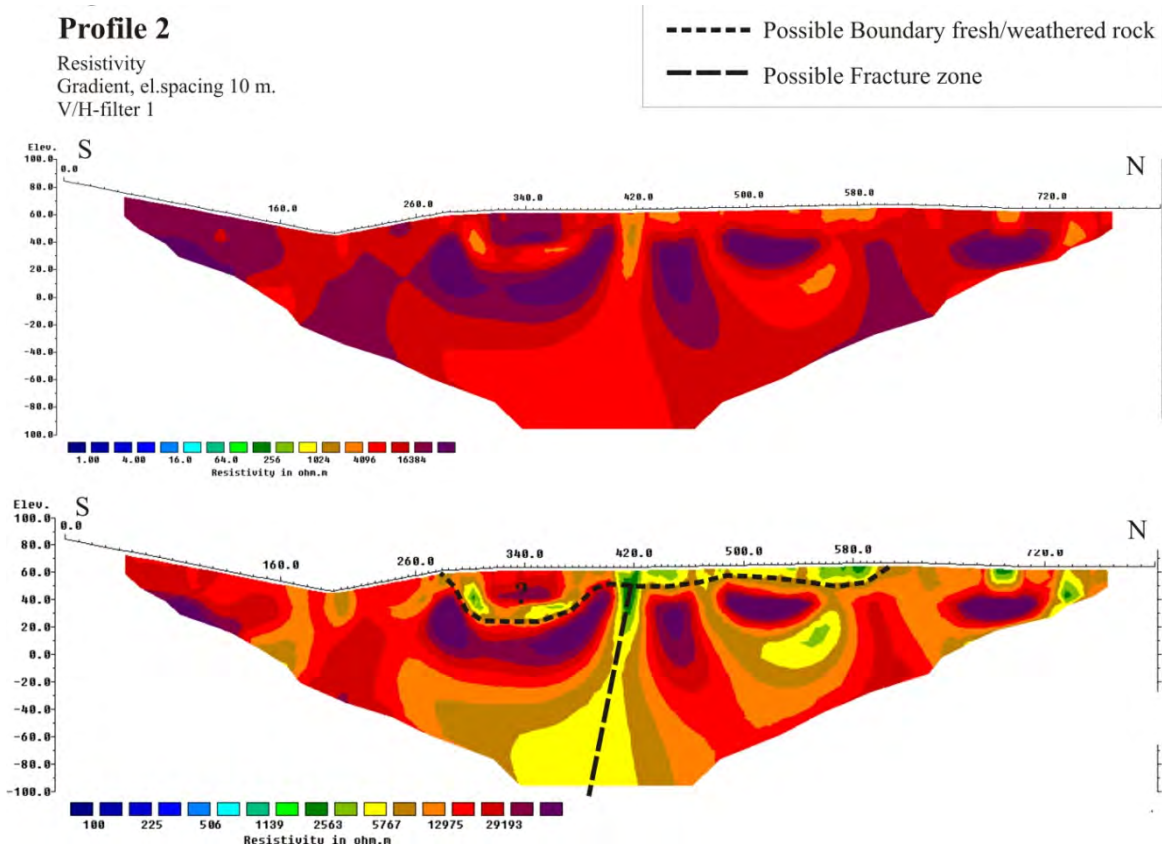 Profile 2
Resistivity
Gradient, el.spacing 10 m.
V/H-filter 1
Possible Boundary fresh/weathered rock
Possible Fracture zone
S
N
Elev.
100.0
80.0
60.0
40.0
20.0
0.0
-20.0
-40.0
-60.0
-80.0
100.0
0.0
160.0
260.0
340.0
420.0
500.0
580.0
720.0
1.00 4.00 16.0 64.0 256 1024 4096 16384
Resistivity in ohm.m
S
N
Elev.
100.0
80.0
60.0
40.0
20.0
0.0
-20.0
-40.0
-60.0
-80.0
-100.0
0.0
160.0
260.0
340.0
420.0
500.0
580.0
720.0
?
100 225 506 1139 2563 5767 12975 29193
Resistivity in ohm.m